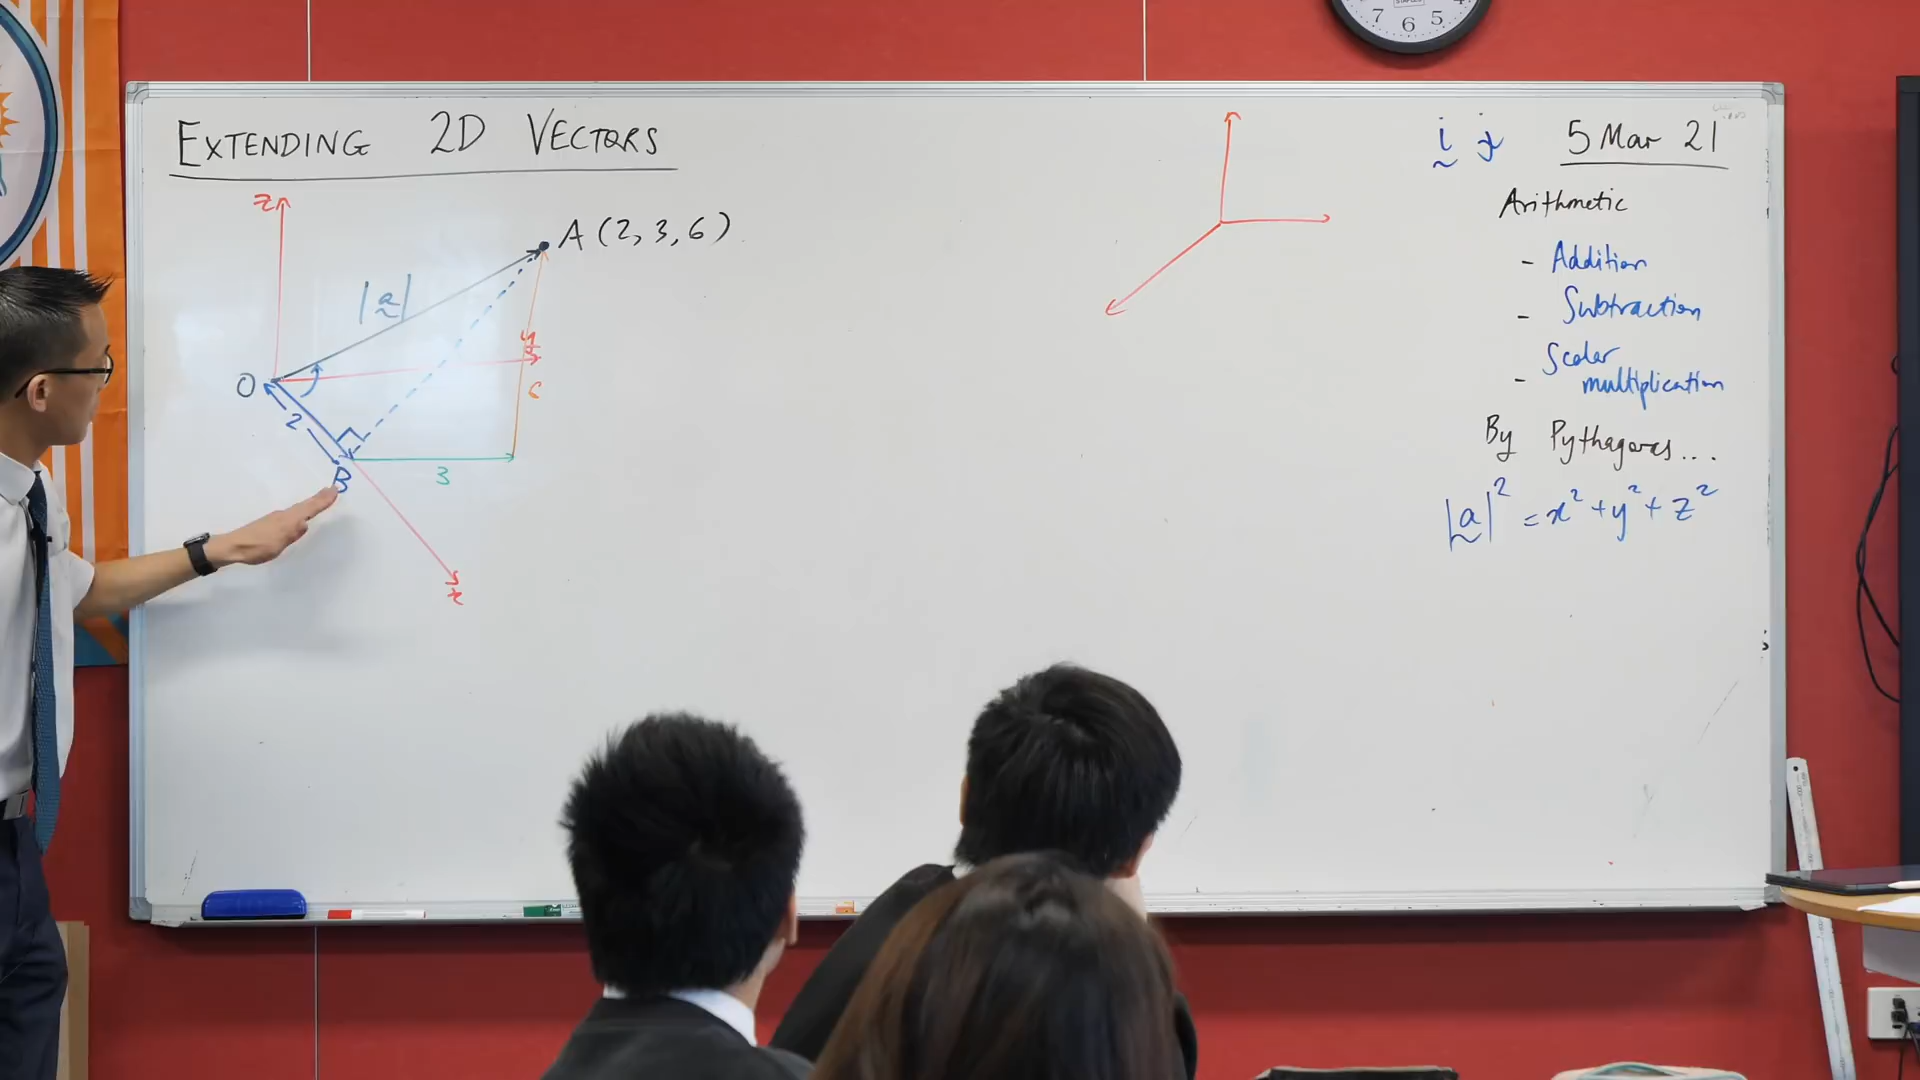 EXTENDING 2D VECTORS
z
A (2, 3, 6)
|a|
y
O
6
2
B
3
x
i j
5 Mar 21
Arithmetic
- Addition
- Subtraction
- Scalar
multiplication
By Pythagoras...
|a|² = x² + y² + z²
7 6 5